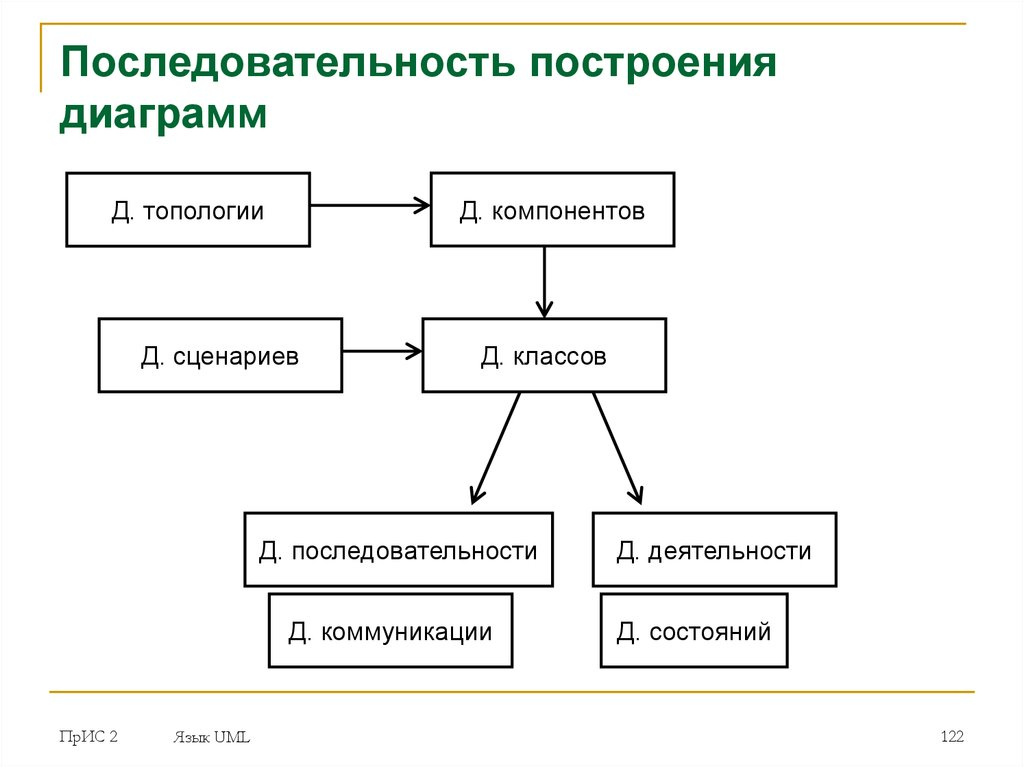 Последовательность построения
диаграмм
Д. топологии
Д. компонентов
Д. сценариев
Д. классов
Д. последовательности
Д. деятельности
Д. коммуникации
Д. состояний
ПрИС 2
Язык UML
122